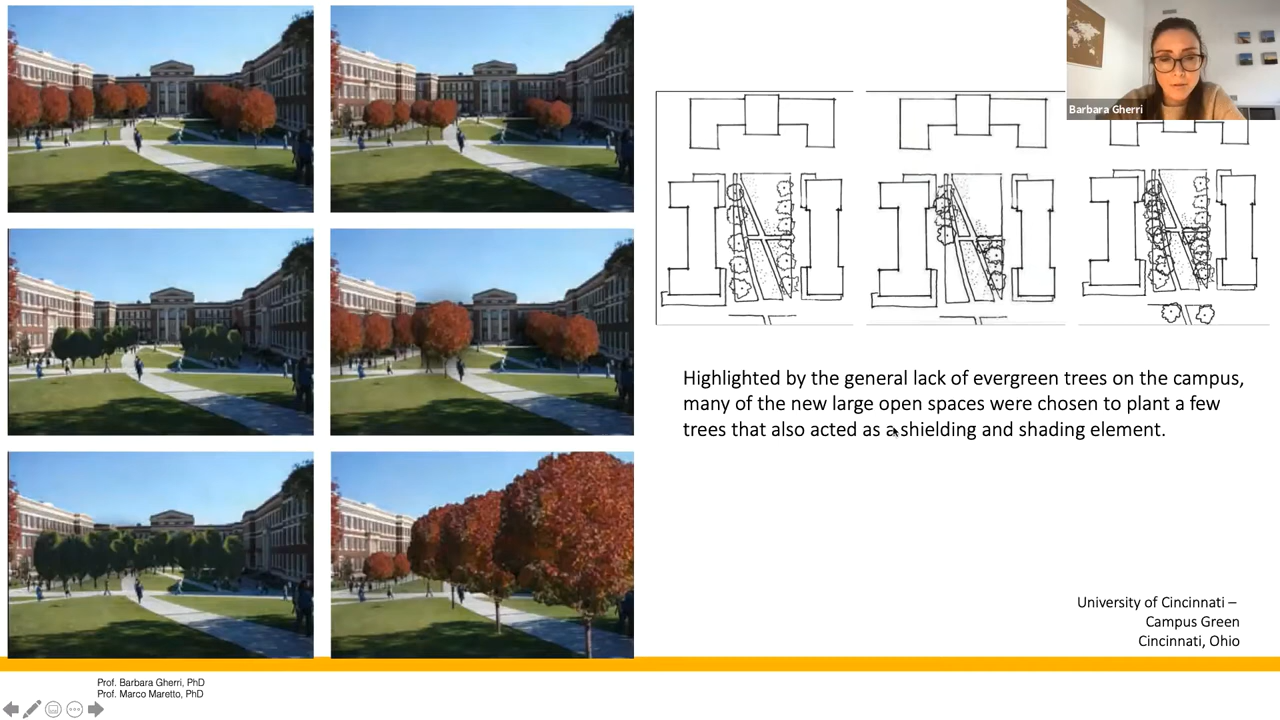 Barbara Gherri
Highlighted by the general lack of evergreen trees on the campus,
many of the new large open spaces were chosen to plant a few
trees that also acted as a shielding and shading element.
University of Cincinnati –
Campus Green
Cincinnati, Ohio
Prof. Barbara Gherri, PhD
Prof. Marco Maretto, PhD